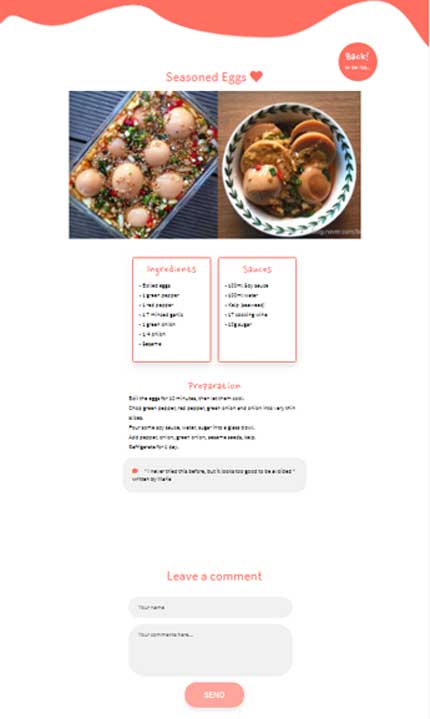 Back!
Seasoned Eggs
Ingredients
- Boiled eggs
- 1 green pepper
- 1 red pepper
- 1 T minced garlic
- 1 green onion
- 1/4 onion
- Sesame
Sauces
- 100ml Soy sauce
- 100ml water
- Kelp (seaweed)
- 1T cooking wine
- 10g sugar
Preparation
Boil the eggs for 10 minutes, then let them cool.
Chop green pepper, red pepper, green onion and onion into very thin
slices.
Pour some soy sauce, water, sugar into a glass bowl.
Add pepper, onion, green onion, sesame seeds, kelp.
Refrigerate for 1 day.
" I never tried this before, but it looks too good to be avoided "
written by Marie
Leave a comment
Your name
Your comments here...
SEND